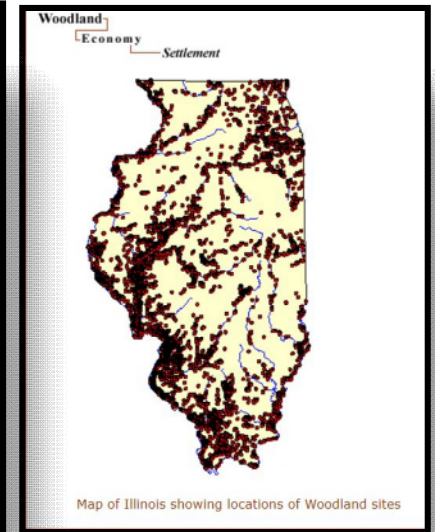 Woodland
Economy
Settlement
Map of Illinois showing locations of Woodland sites